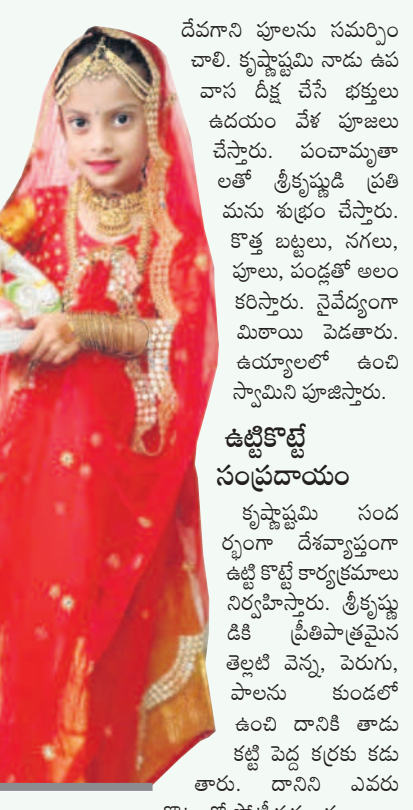 దేవగాని పూలను సమర్పిం
చాలి. కృష్ణాష్టమి నాడు ఉప
వాస దీక్ష చేసే భక్తులు
ఉదయం వేళ పూజలు
చేస్తారు. పంచామృతా
లతో శ్రీకృష్ణుడి ప్రతి
మను శుభ్రం చేస్తారు.
కొత్త బట్టలు, నగలు,
పూలు, పండ్లతో అలం
కరిస్తారు. నైవేద్యంగా
మిఠాయి పెడతారు.
ఉయ్యాలలో ఉంచి
స్వామిని పూజిస్తారు.
ఉట్టికొట్టే
సంప్రదాయం
కృష్ణాష్టమి సంద
ర్భంగా దేశవ్యాప్తంగా
ఉట్టి కొట్టే కార్యక్రమాలు
నిర్వహిస్తారు. శ్రీకృష్ణు
డికి ప్రీతిపాత్రమైన
తెల్లటి వెన్న, పెరుగు,
పాలను కుండలో
ఉంచి దానికి తాడు
కట్టి పెద్ద కర్రకు కడు
తారు. దానిని ఎవరు